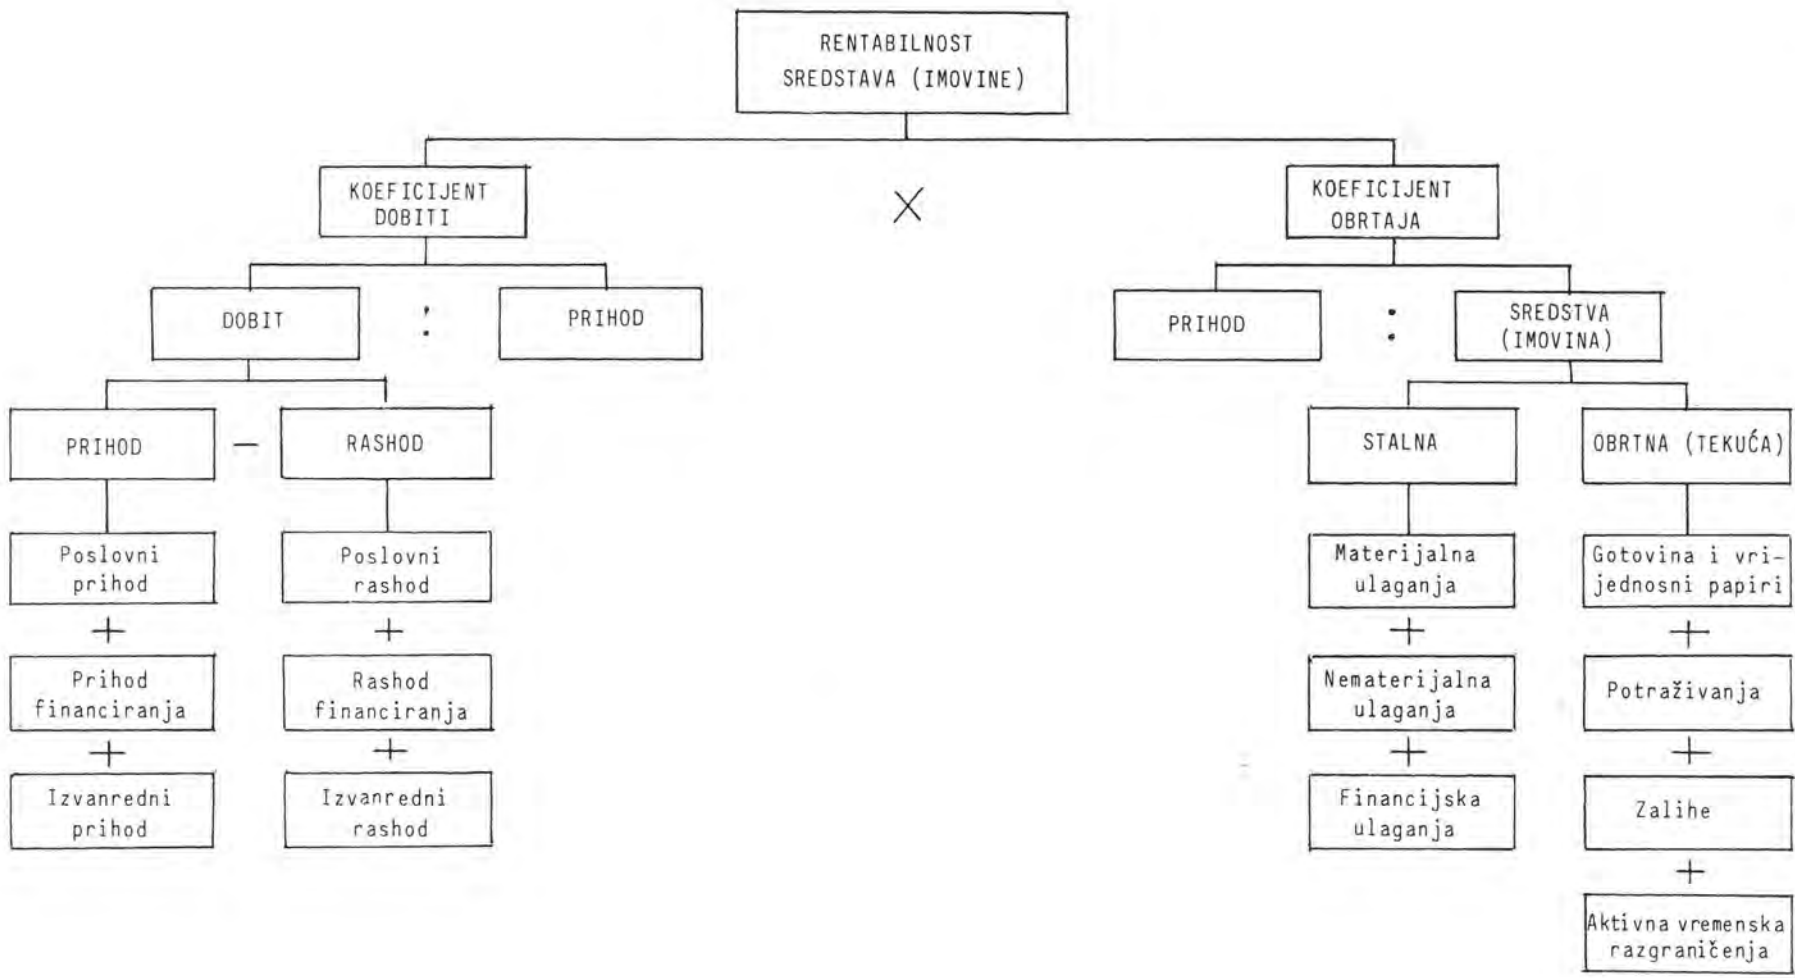 RENTABILNOST
SREDSTAVA (IMOVINE)
KOEFICIJENT
DOBITI
×
KOEFICIJENT
OBRTAJA
DOBIT
:
PRIHOD
PRIHOD
:
SREDSTVA
(IMOVINA)
PRIHOD
–
RASHOD
STALNA
OBRTNA (TEKUĆA)
Poslovni
prihod
Poslovni
rashod
Materijalna
ulaganja
Gotovina i vri-
jednosni papiri
+
+
+
+
Prihod
financiranja
Rashod
financiranja
Nematerijalna
ulaganja
Potraživanja
+
+
+
+
Izvanredni
prihod
Izvanredni
rashod
Financijska
ulaganja
Zalihe
+
Aktivna vremenska
razgraničenja